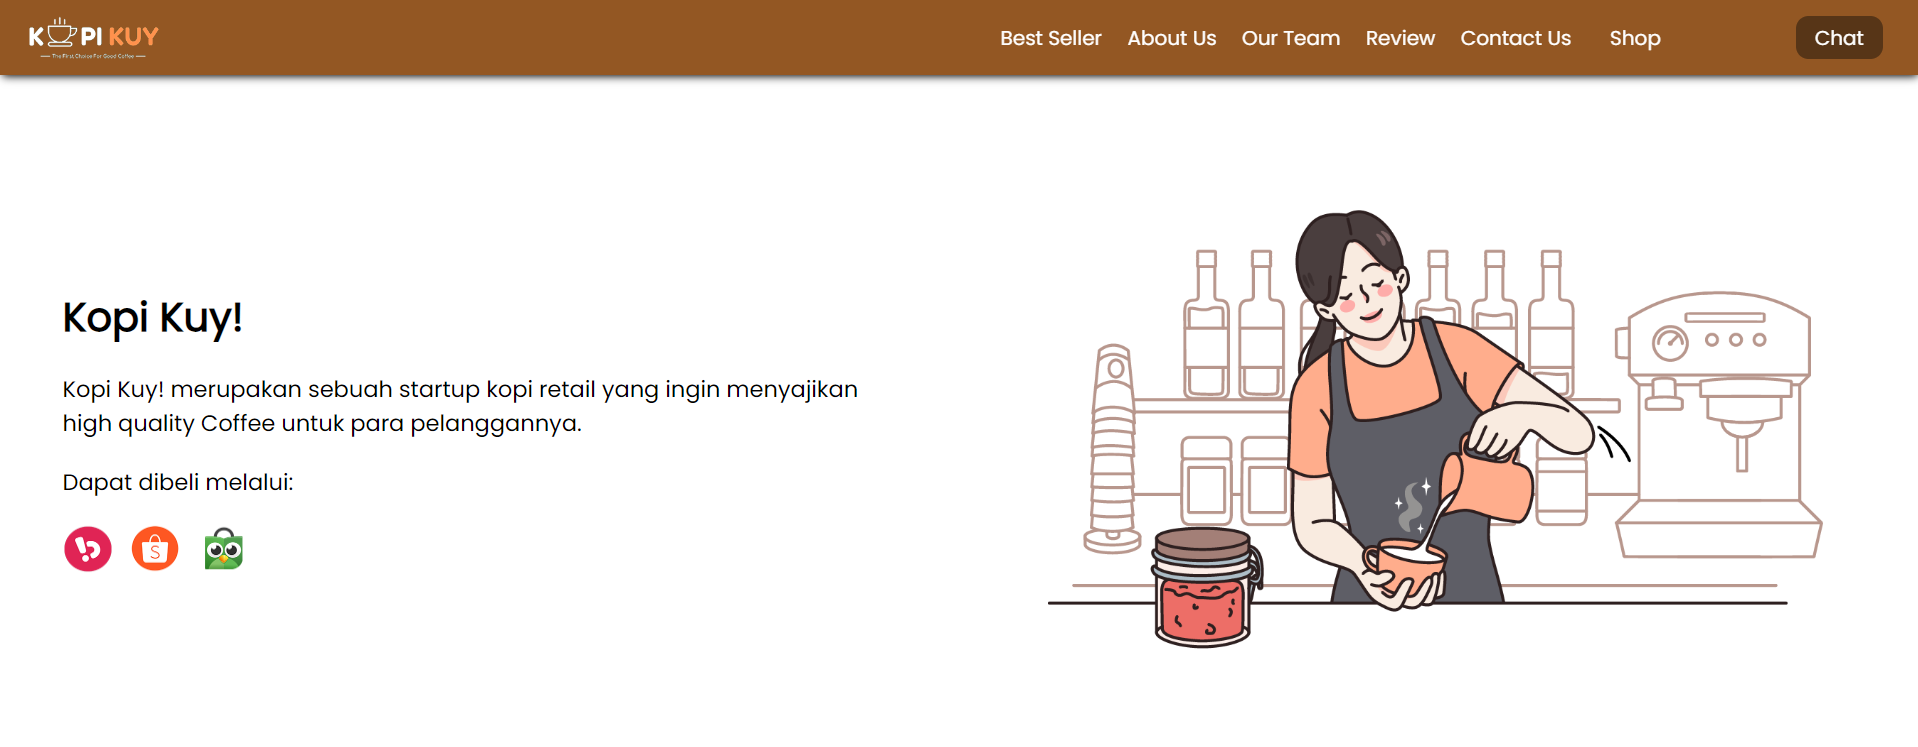 KOPI KUY
The First Choice For Good Coffee
Best Seller
About Us
Our Team
Review
Contact Us
Shop
Chat
Kopi Kuy!
Kopi Kuy! merupakan sebuah startup kopi retail yang ingin menyajikan
high quality Coffee untuk para pelanggannya.
Dapat dibeli melalui: